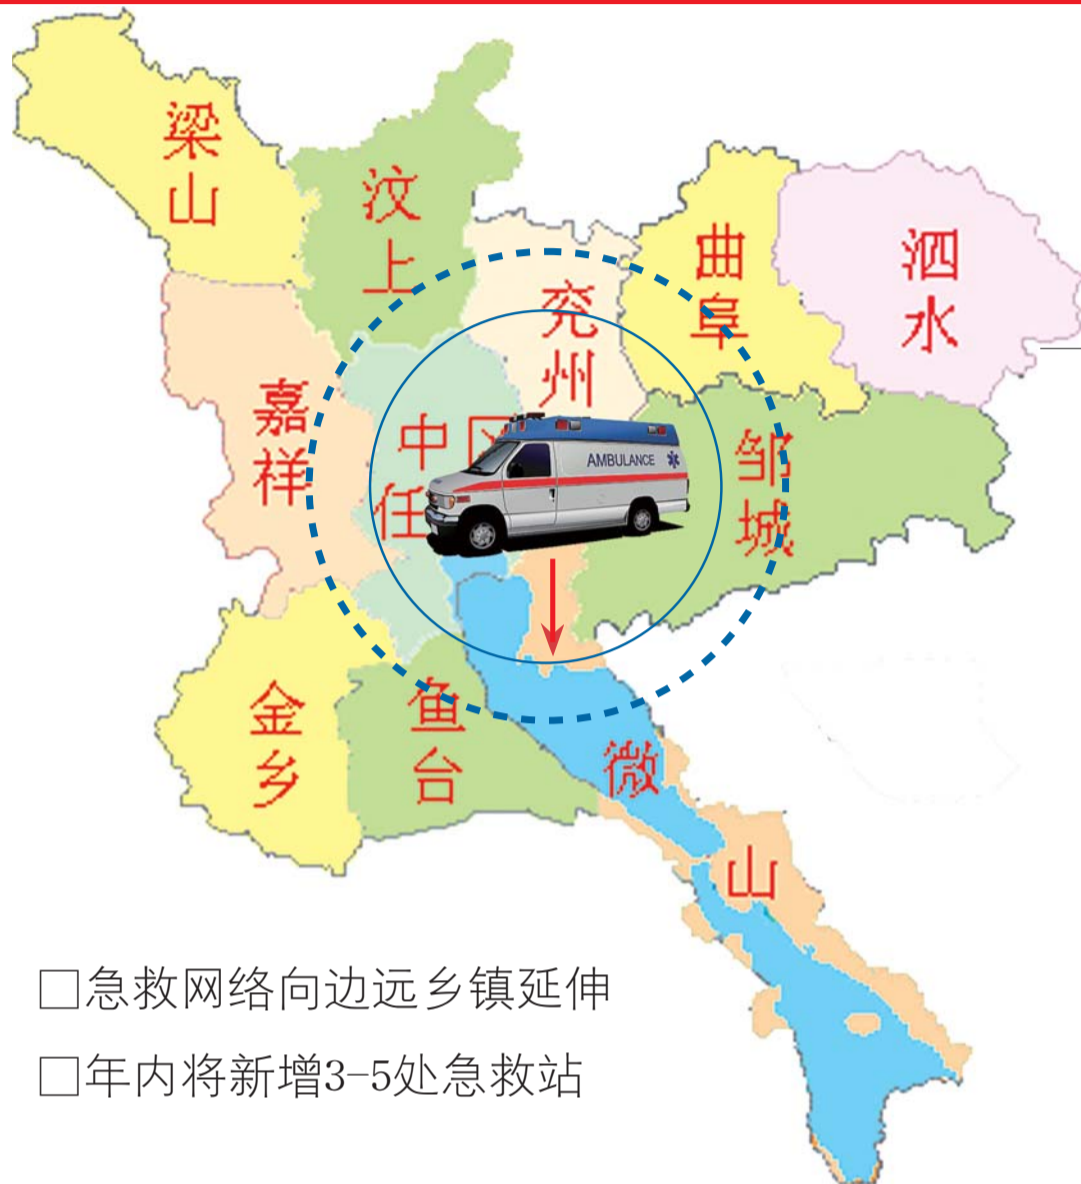 梁山
汶上
兖州
曲阜
泗水
嘉祥
中区
任
邹城
AMBULANCE
金乡
鱼台
微山
□急救网络向边远乡镇延伸
□年内将新增3-5处急救站